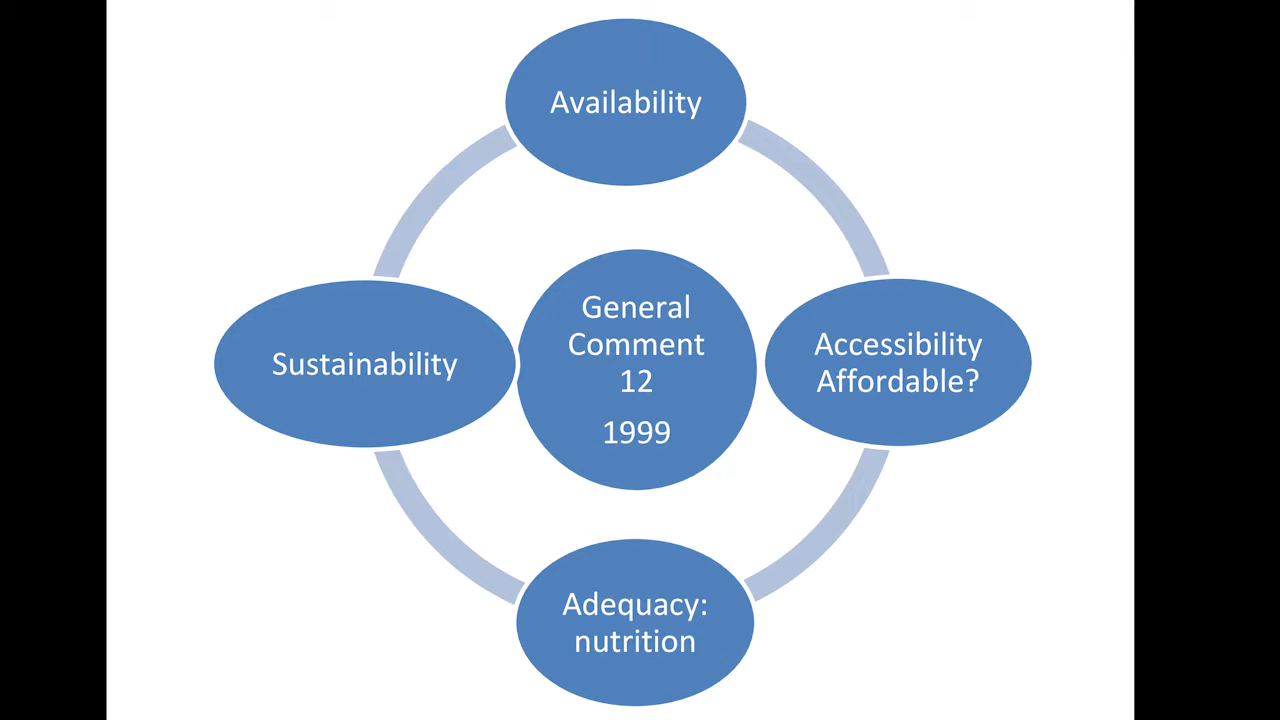 Availability
General
Comment
12
1999
Sustainability
Accessibility
Affordable?
Adequacy:
nutrition